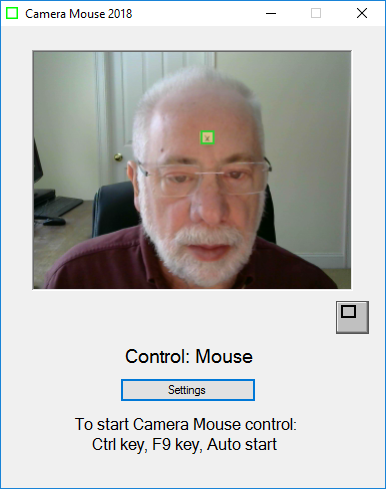 Camera Mouse 2018
Control: Mouse
Settings
To start Camera Mouse control:
Ctrl key, F9 key, Auto start